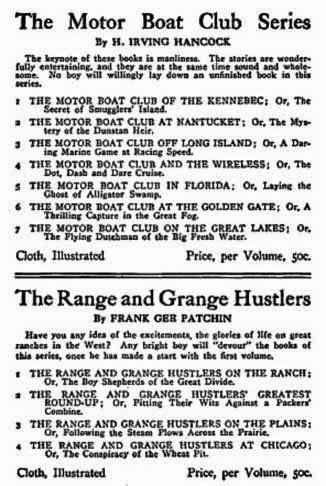 The Motor Boat Club Series
By H. IRVING HANCOCK
The keynote of these books is manliness. The stories are wonder-
fully entertaining, and they are at the same time sound and whole-
some. No boy will willingly lay down an unfinished book in this
series.
1 THE MOTOR BOAT CLUB OF THE KENNEBEC; Or, The
Secret of Smugglers' Island.
2 THE MOTOR BOAT CLUB AT NANTUCKET; Or, The Mys-
tery of the Dunstan Heir.
3 THE MOTOR BOAT CLUB OFF LONG ISLAND; Or, A Dar-
ing Marine Game at Racing Speed.
4 THE MOTOR BOAT CLUB AND THE WIRELESS; Or, The
Dot, Dash and Dare Cruise.
5 THE MOTOR BOAT CLUB IN FLORIDA; Or, Laying the
Ghost of Alligator Swamp.
6 THE MOTOR BOAT CLUB AT THE GOLDEN GATE; Or, A
Thrilling Capture in the Great Fog.
7 THE MOTOR BOAT CLUB ON THE GREAT LAKES; Or,
The Flying Dutchman of the Big Fresh Water.
Cloth, Illustrated Price, per Volume, 50c.
The Range and Grange Hustlers
By FRANK GEE PATCHIN
Have you any idea of the excitements, the glories of life on great
ranches in the West? Any bright boy will "devour" the books of
this series, once he has made a start with the first volume.
1 THE RANGE AND GRANGE HUSTLERS ON THE RANCH;
Or, The Boy Shepherds of the Great Divide.
2 THE RANGE AND GRANGE HUSTLERS' GREATEST
ROUND-UP; Or, Pitting Their Wits Against a Packers'
Combine.
3 THE RANGE AND GRANGE HUSTLERS ON THE PLAINS;
Or, Following the Steam Plows Across the Prairie.
4 THE RANGE AND GRANGE HUSTLERS AT CHICAGO;
Or, The Conspiracy of the Wheat Pit.
Cloth, Illustrated Price, per Volume, 50c.